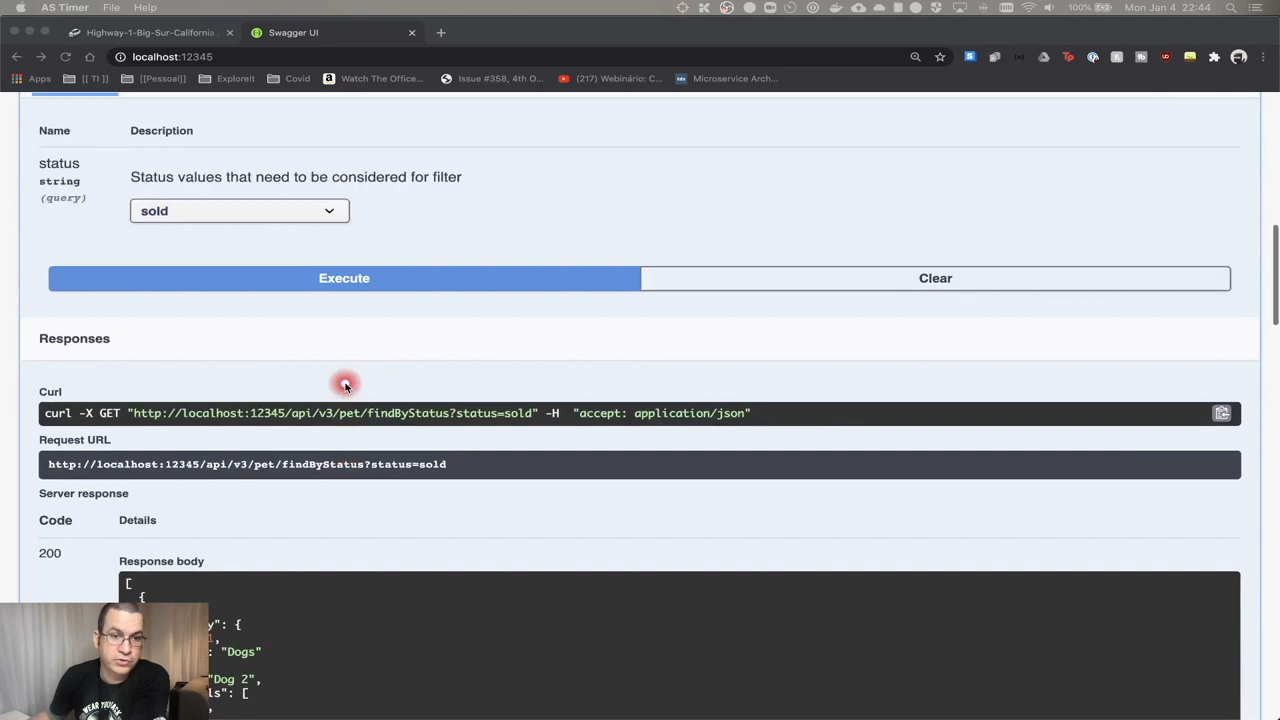 AS Timer File Help 100% Mon Jan 4 22:44
Highway-1-Big-Sur-California Swagger UI
localhost:12345
Apps [[ TI ]] [[Pessoal]] ExploreIt Covid Watch The Office... Issue #358, 4th O... (217) Webinário: C... Microservice Arch...
Name Description
status
string
(query)
Status values that need to be considered for filter
sold
Execute Clear
Responses
Curl
curl -X GET "http://localhost:12345/api/v3/pet/findByStatus?status=sold" -H "accept: application/json"
Request URL
http://localhost:12345/api/v3/pet/findByStatus?status=sold
Server response
Code Details
200
Response body
[
{
y": {
1,
: "Dogs"
"Dog 2",
ls": [